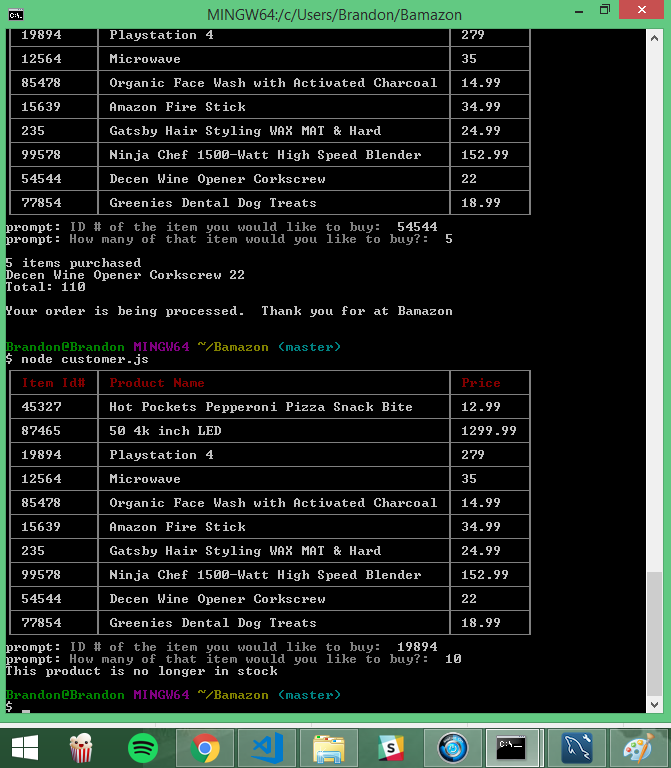 MINGW64:/c/Users/Brandon/Bamazon
19894 Playstation 4 279
12564 Microwave 35
85478 Organic Face Wash with Activated Charcoal 14.99
15639 Amazon Fire Stick 34.99
235 Gatsby Hair Styling WAX MAT & Hard 24.99
99578 Ninja Chef 1500-Watt High Speed Blender 152.99
54544 Decen Wine Opener Corkscrew 22
77854 Greenies Dental Dog Treats 18.99
prompt: ID # of the item you would like to buy: 54544
prompt: How many of that item would you like to buy?: 5
5 items purchased
Decen Wine Opener Corkscrew 22
Total: 110
Your order is being processed. Thank you for at Bamazon
Brandon@Brandon MINGW64 ~/Bamazon (master)
$ node customer.js
Item Id# Product Name Price
45327 Hot Pockets Pepperoni Pizza Snack Bite 12.99
87465 50 4k inch LED 1299.99
19894 Playstation 4 279
12564 Microwave 35
85478 Organic Face Wash with Activated Charcoal 14.99
15639 Amazon Fire Stick 34.99
235 Gatsby Hair Styling WAX MAT & Hard 24.99
99578 Ninja Chef 1500-Watt High Speed Blender 152.99
54544 Decen Wine Opener Corkscrew 22
77854 Greenies Dental Dog Treats 18.99
prompt: ID # of the item you would like to buy: 19894
prompt: How many of that item would you like to buy?: 10
This product is no longer in stock
Brandon@Brandon MINGW64 ~/Bamazon (master)
$ _